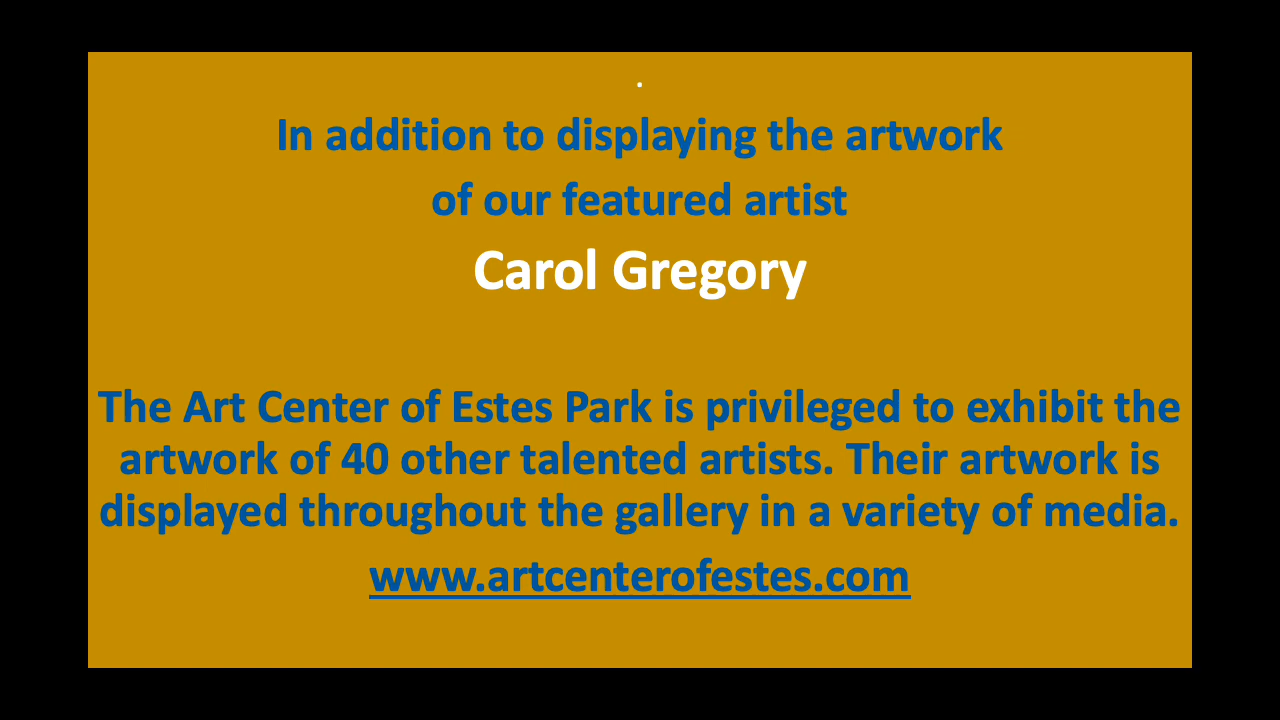 .
In addition to displaying the artwork
of our featured artist
Carol Gregory
The Art Center of Estes Park is privileged to exhibit the
artwork of 40 other talented artists. Their artwork is
displayed throughout the gallery in a variety of media.
www.artcenterofestes.com